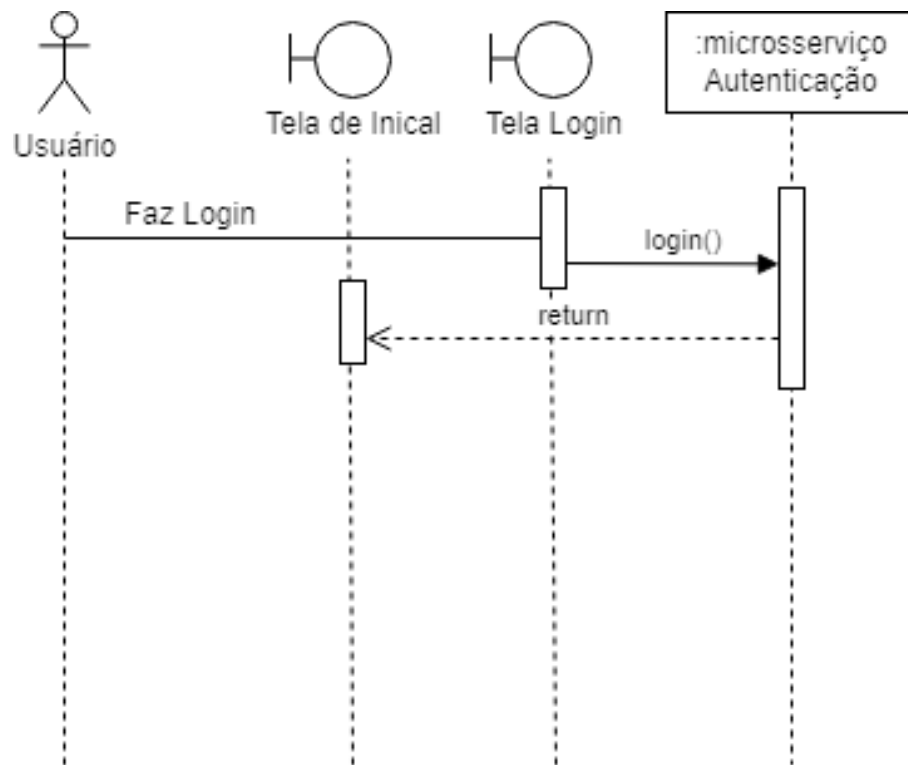 :microsserviço
Autenticação
Usuário
Tela de Inical
Tela Login
Faz Login
login()
return